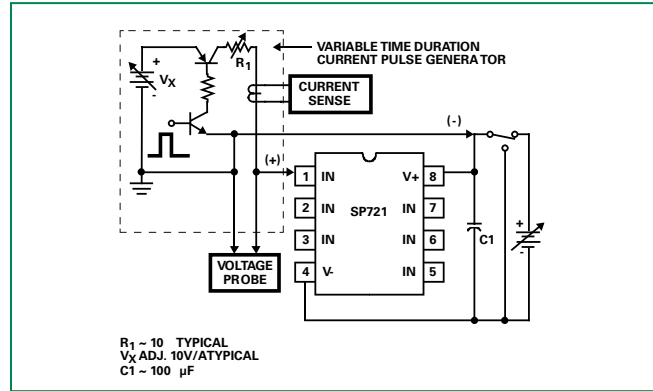 VARIABLE TIME DURATION
CURRENT PULSE GENERATOR
+
VX
-
R1
CURRENT
SENSE
(-)
(+)
1 IN V+ 8
2 IN SP721 IN 7
3 IN IN 6
4 V- IN 5
C1
+
-
VOLTAGE
PROBE
R1 ~ 10 TYPICAL
VX ADJ. 10V/ATYPICAL
C1 ~ 100 µF